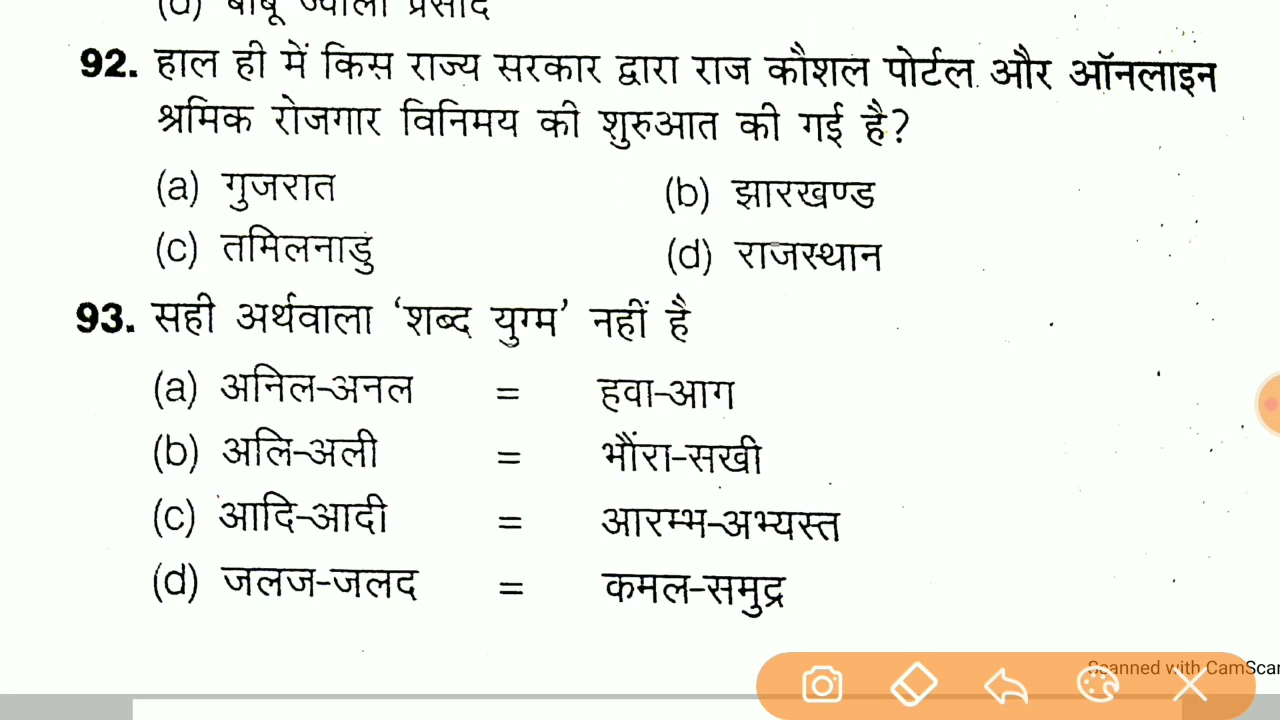 (d) बाबू ज्वाला प्रसाद
92. हाल ही में किस राज्य सरकार द्वारा राज कौशल पोर्टल और ऑनलाइन
श्रमिक रोजगार विनिमय की शुरुआत की गई है?
(a) गुजरात (b) झारखण्ड
(c) तमिलनाडु (d) राजस्थान
93. सही अर्थवाला ‘शब्द युग्म’ नहीं है
(a) अनिल-अनल = हवा-आग
(b) अलि-अली = भौंरा-सखी
(c) आदि-आदी = आरम्भ-अभ्यस्त
(d) जलज-जलद = कमल-समुद्र
Scanned with CamScan